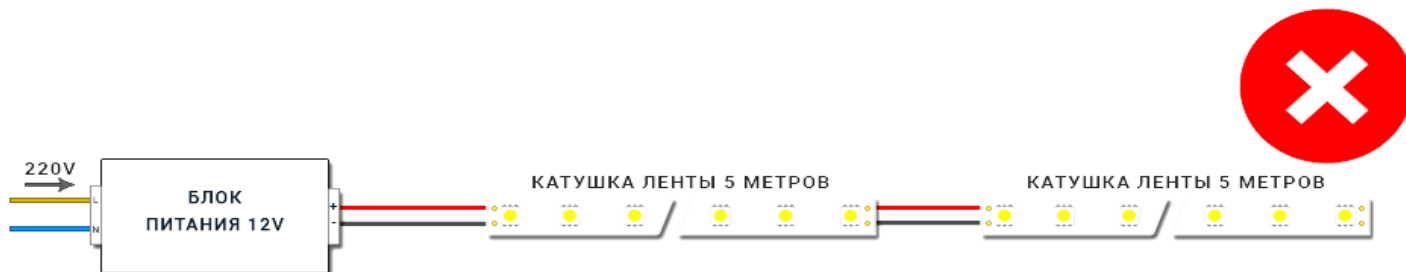 220V
L
N
БЛОК
ПИТАНИЯ 12V
+
-
КАТУШКА ЛЕНТЫ 5 МЕТРОВ
КАТУШКА ЛЕНТЫ 5 МЕТРОВ